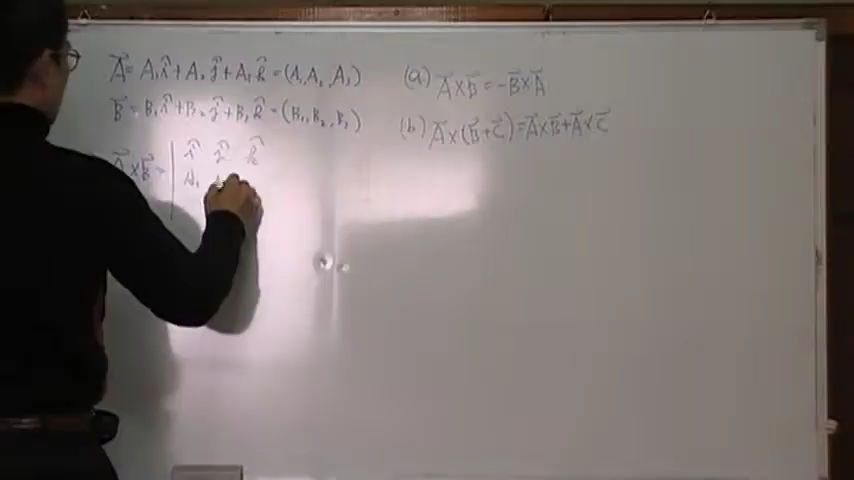 A⃗ = A₁î + A₂ĵ + A₃k̂ = (A₁, A₂, A₃)
B⃗ = B₁î + B₂ĵ + B₃k̂ = (B₁, B₂, B₃)
A⃗ × B⃗ = | î ĵ k̂
A₁
(a) A⃗ × B⃗ = -B⃗ × A⃗
(b) A⃗ × (B⃗ + C⃗) = A⃗ × B⃗ + A⃗ × C⃗